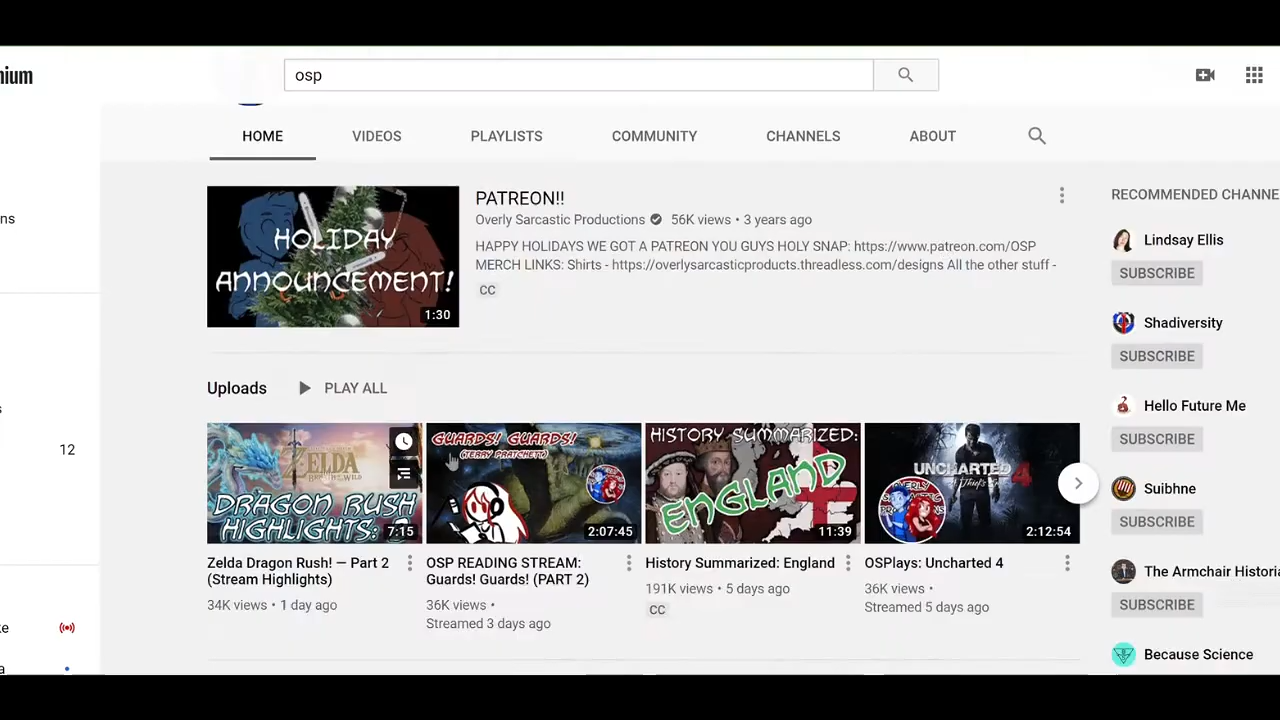 nium
osp
HOME VIDEOS PLAYLISTS COMMUNITY CHANNELS ABOUT
HOLIDAY
ANNOUNCEMENT!
1:30
PATREON!!
Overly Sarcastic Productions 56K views • 3 years ago
HAPPY HOLIDAYS WE GOT A PATREON YOU GUYS HOLY SNAP: https://www.patreon.com/OSP
MERCH LINKS: Shirts - https://overlysarcasticproducts.threadless.com/designs All the other stuff -
CC
RECOMMENDED CHANNE
Lindsay Ellis
SUBSCRIBE
Shadiversity
SUBSCRIBE
Hello Future Me
SUBSCRIBE
Suibhne
SUBSCRIBE
The Armchair Historia
SUBSCRIBE
Because Science
ns
s
12
e
a
Uploads PLAY ALL
ZELDA
DRAGON RUSH
HIGHLIGHTS:
7:15
Zelda Dragon Rush! — Part 2
(Stream Highlights)
34K views • 1 day ago
GUARDS! GUARDS!
(TERRY PRATCHETT)
2:07:45
OSP READING STREAM:
Guards! Guards! (PART 2)
36K views •
Streamed 3 days ago
HISTORY SUMMARIZED:
ENGLAND
11:39
History Summarized: England
191K views • 5 days ago
CC
UNCHARTED 4
A Thief's End
2:12:54
OSPlays: Uncharted 4
36K views •
Streamed 5 days ago